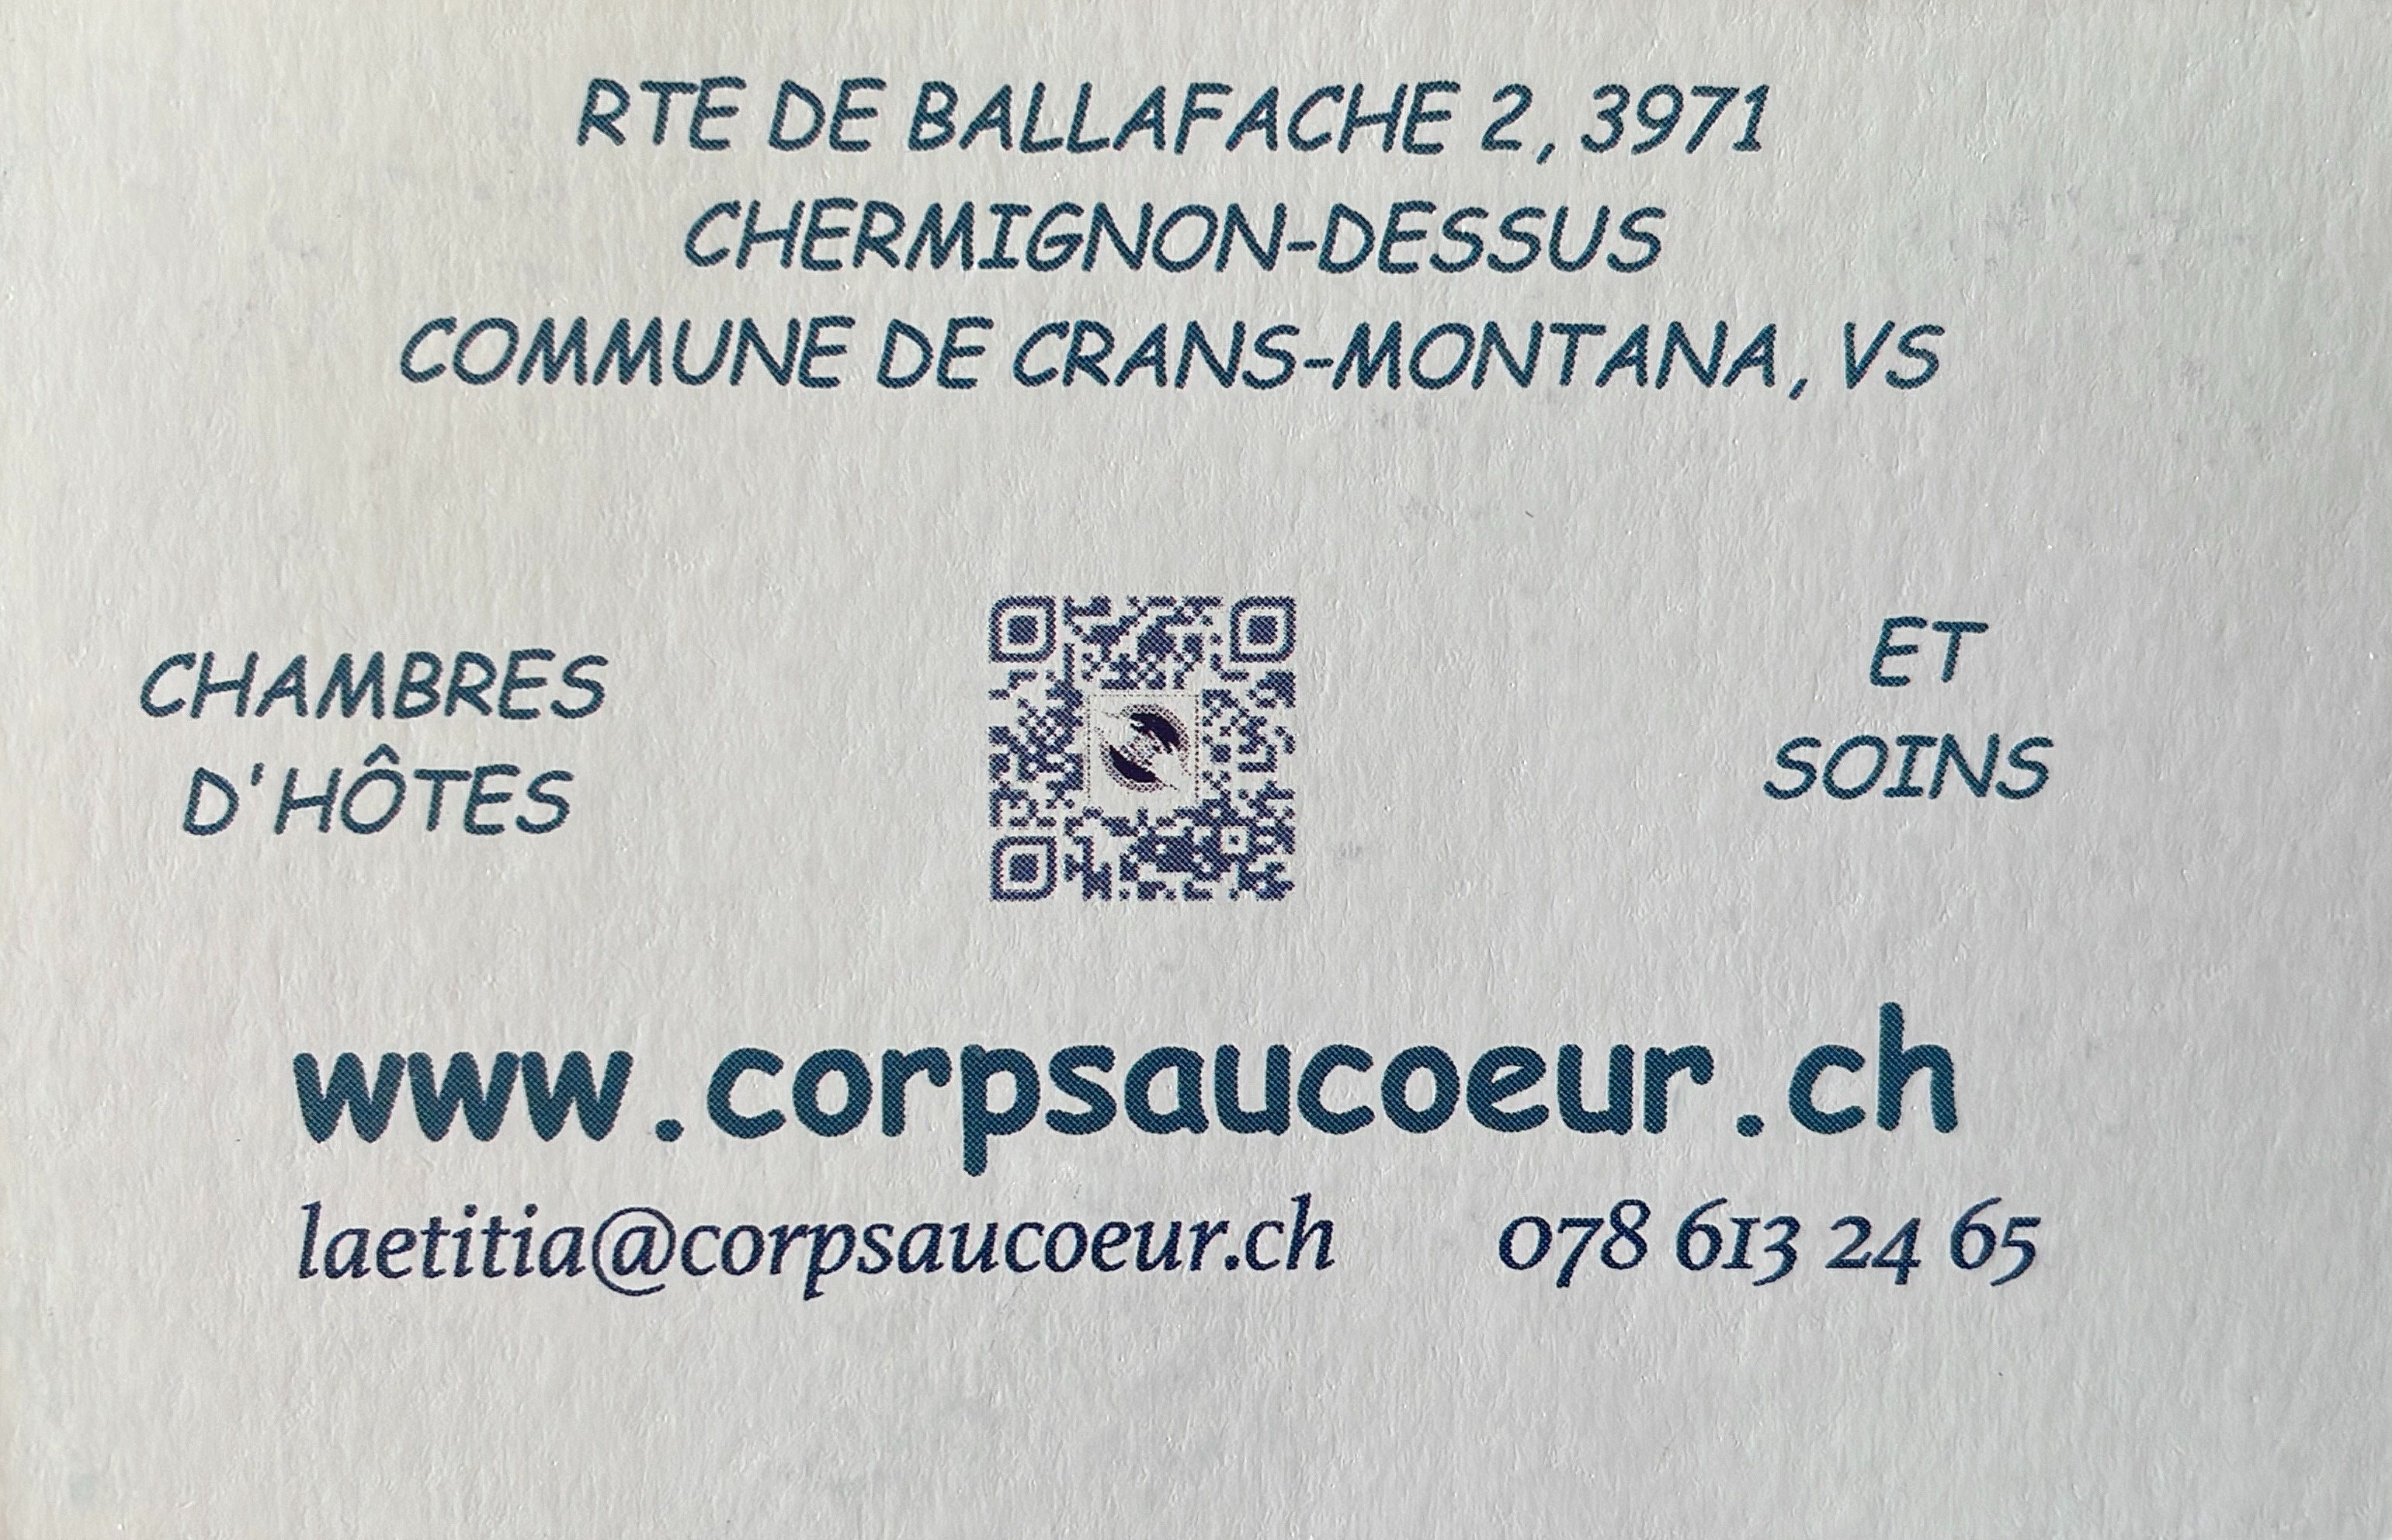 RTE DE BALLAFACHE 2, 3971
CHERMIGNON-DESSUS
COMMUNE DE CRANS-MONTANA, VS
CHAMBRES
D'HÔTES
ET
SOINS
www.corpsaucoeur.ch
laetitia@corpsaucoeur.ch 078 613 24 65